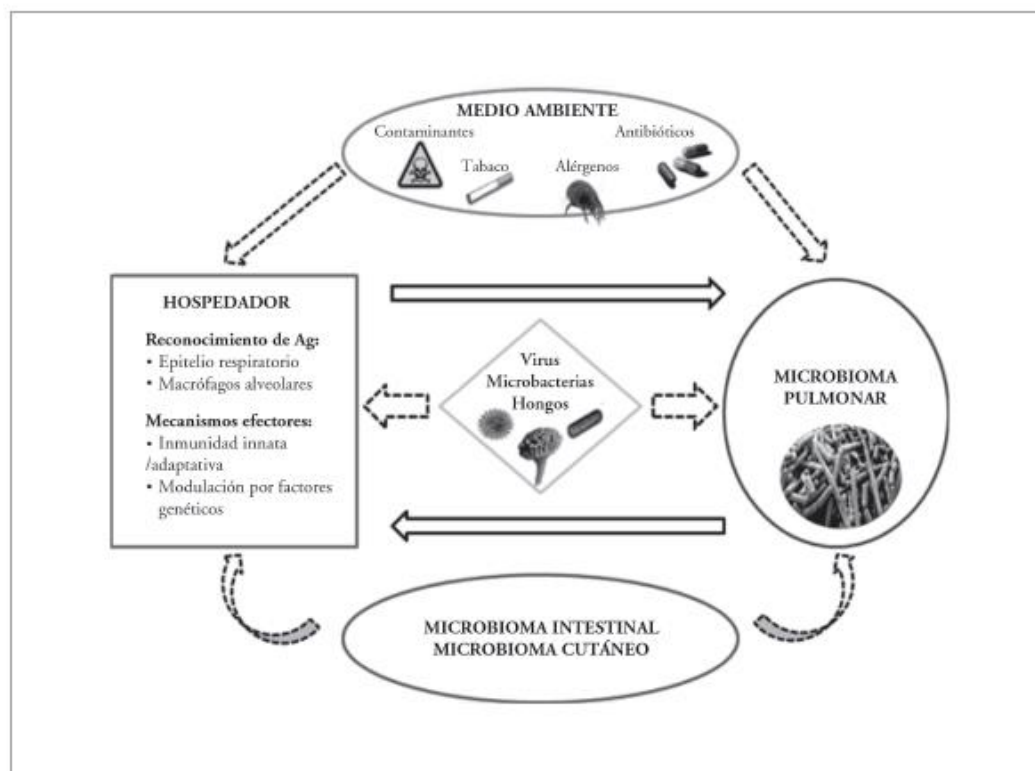 MEDIO AMBIENTE
Contaminantes
Antibióticos
Tabaco
Alérgenos
HOSPEDADOR
Reconocimiento de Ag:
• Epitelio respiratorio
• Macrófagos alveolares
Mecanismos efectores:
• Inmunidad innata
/adaptativa
• Modulación por factores
genéticos
Virus
Microbacterias
Hongos
MICROBIOMA
PULMONAR
MICROBIOMA INTESTINAL
MICROBIOMA CUTÁNEO